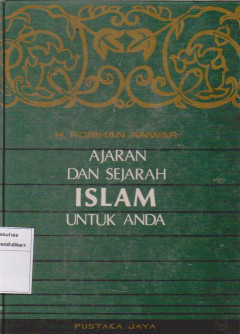 H. ROSIHAN ANWAR
AJARAN
DAN SEJARAH
ISLAM
UNTUK ANDA
PUSTAKA JAYA